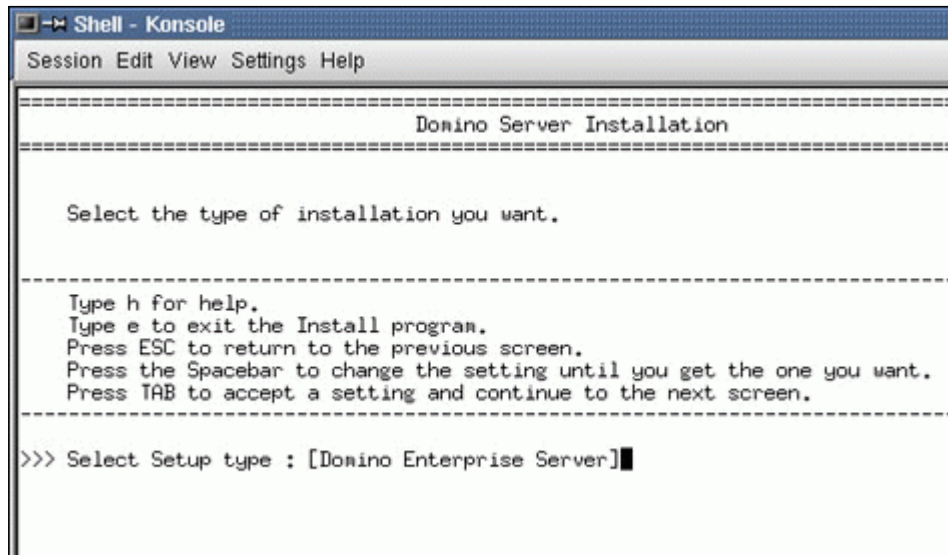 Shell - Konsole
Session Edit View Settings Help
================================================================================
Domino Server Installation
================================================================================
Select the type of installation you want.
--------------------------------------------------------------------------------
Type h for help.
Type e to exit the Install program.
Press ESC to return to the previous screen.
Press the Spacebar to change the setting until you get the one you want.
Press TAB to accept a setting and continue to the next screen.
--------------------------------------------------------------------------------
>>> Select Setup type : [Domino Enterprise Server]